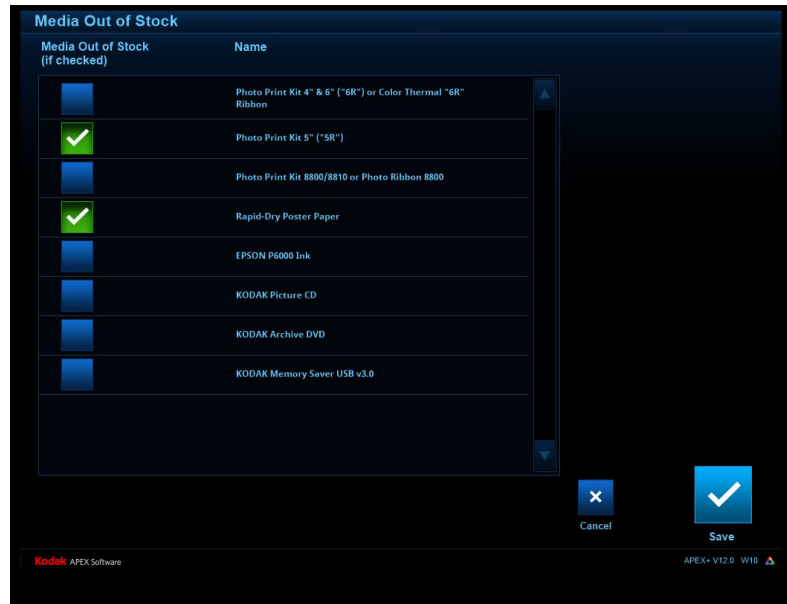 Media Out of Stock
Media Out of Stock
(if checked)
Name
Photo Print Kit 4" & 6" ("6R") or Color Thermal "6R"
Ribbon
Photo Print Kit 5" ("5R")
Photo Print Kit 8800/8810 or Photo Ribbon 8800
Rapid-Dry Poster Paper
EPSON P6000 Ink
KODAK Picture CD
KODAK Archive DVD
KODAK Memory Saver USB v3.0
Cancel
Save
Kodak APEX Software
APEX+ V12.0 W10